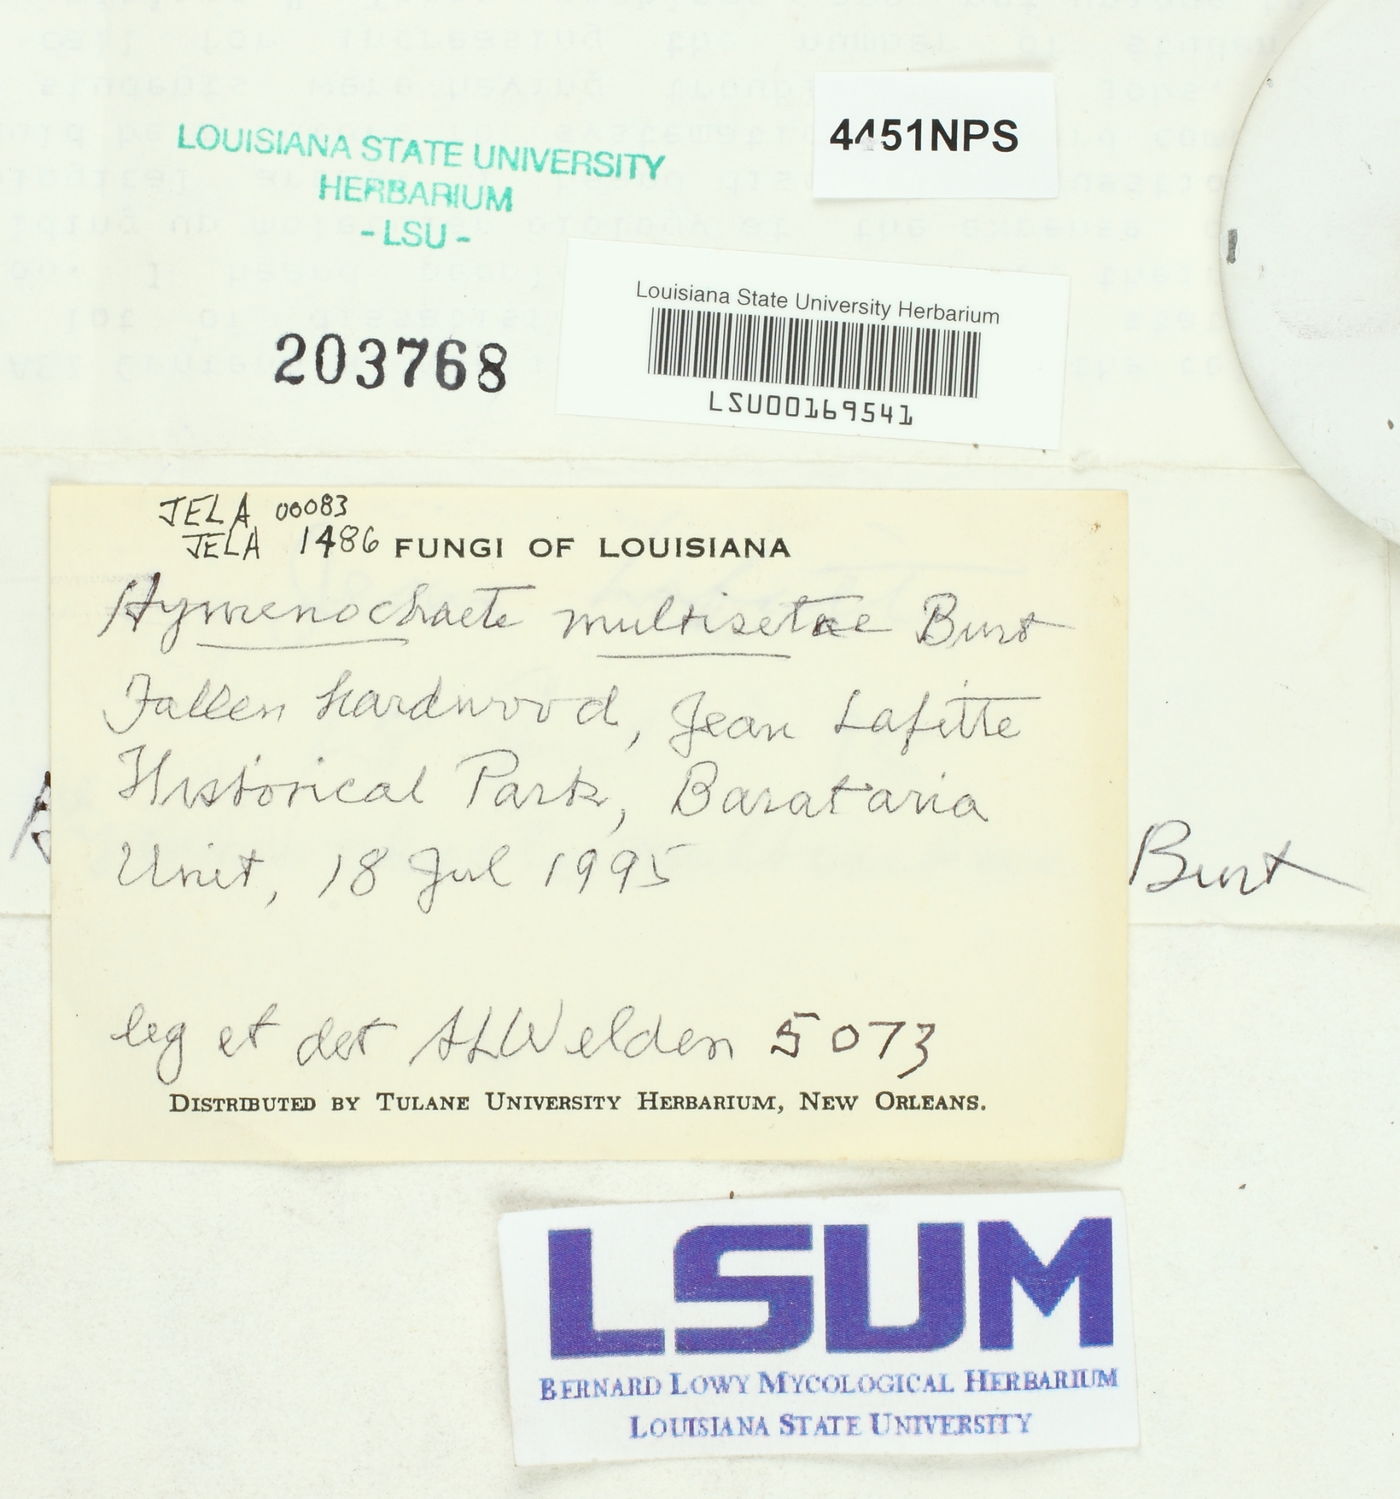 LOUISIANA STATE UNIVERSITY
HERBARIUM
- LSU -
4451NPS
203768
Louisiana State University Herbarium
LSU00169541
JELA 00083
JELA 1486
FUNGI OF LOUISIANA
Hymenochaete multisetae Burt
Fallen hardwood, Jean Lafitte
Historical Park, Barataria
Unit, 18 Jul 1995
Burt
leg et det ALWelden 5073
DISTRIBUTED BY TULANE UNIVERSITY HERBARIUM, NEW ORLEANS.
LSUM
BERNARD LOWY MYCOLOGICAL HERBARIUM
LOUISIANA STATE UNIVERSITY